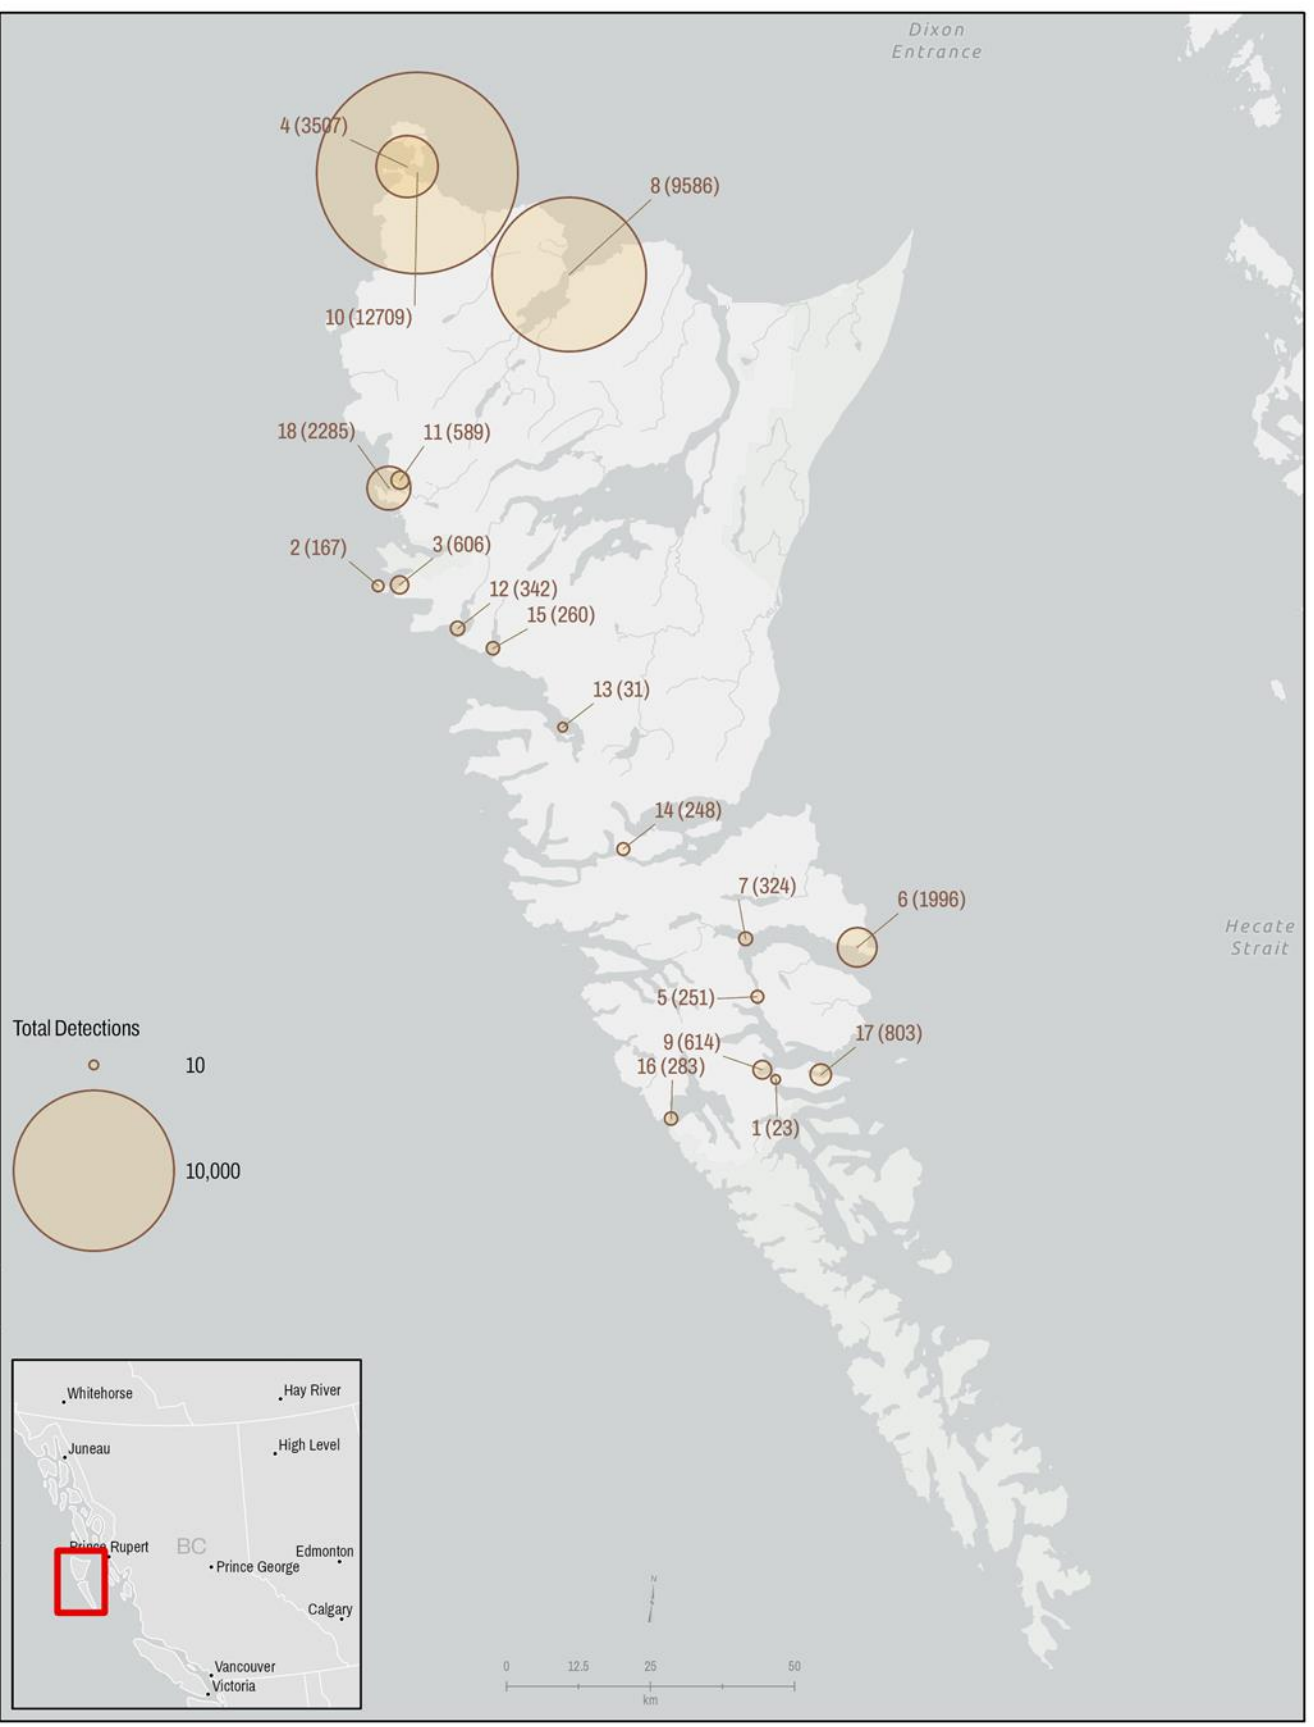 Dixon
Entrance
4 (3507)
8 (9586)
10 (12709)
18 (2285)
11 (589)
2 (167)
3 (606)
12 (342)
15 (260)
13 (31)
14 (248)
7 (324)
6 (1996)
Hecate
Strait
5 (251)
17 (803)
9 (614)
16 (283)
1 (23)
Total Detections
10
10,000
Whitehorse
Hay River
Juneau
High Level
Prince Rupert
BC
Edmonton
Prince George
Calgary
Vancouver
Victoria
N
0 12.5 25 50
km